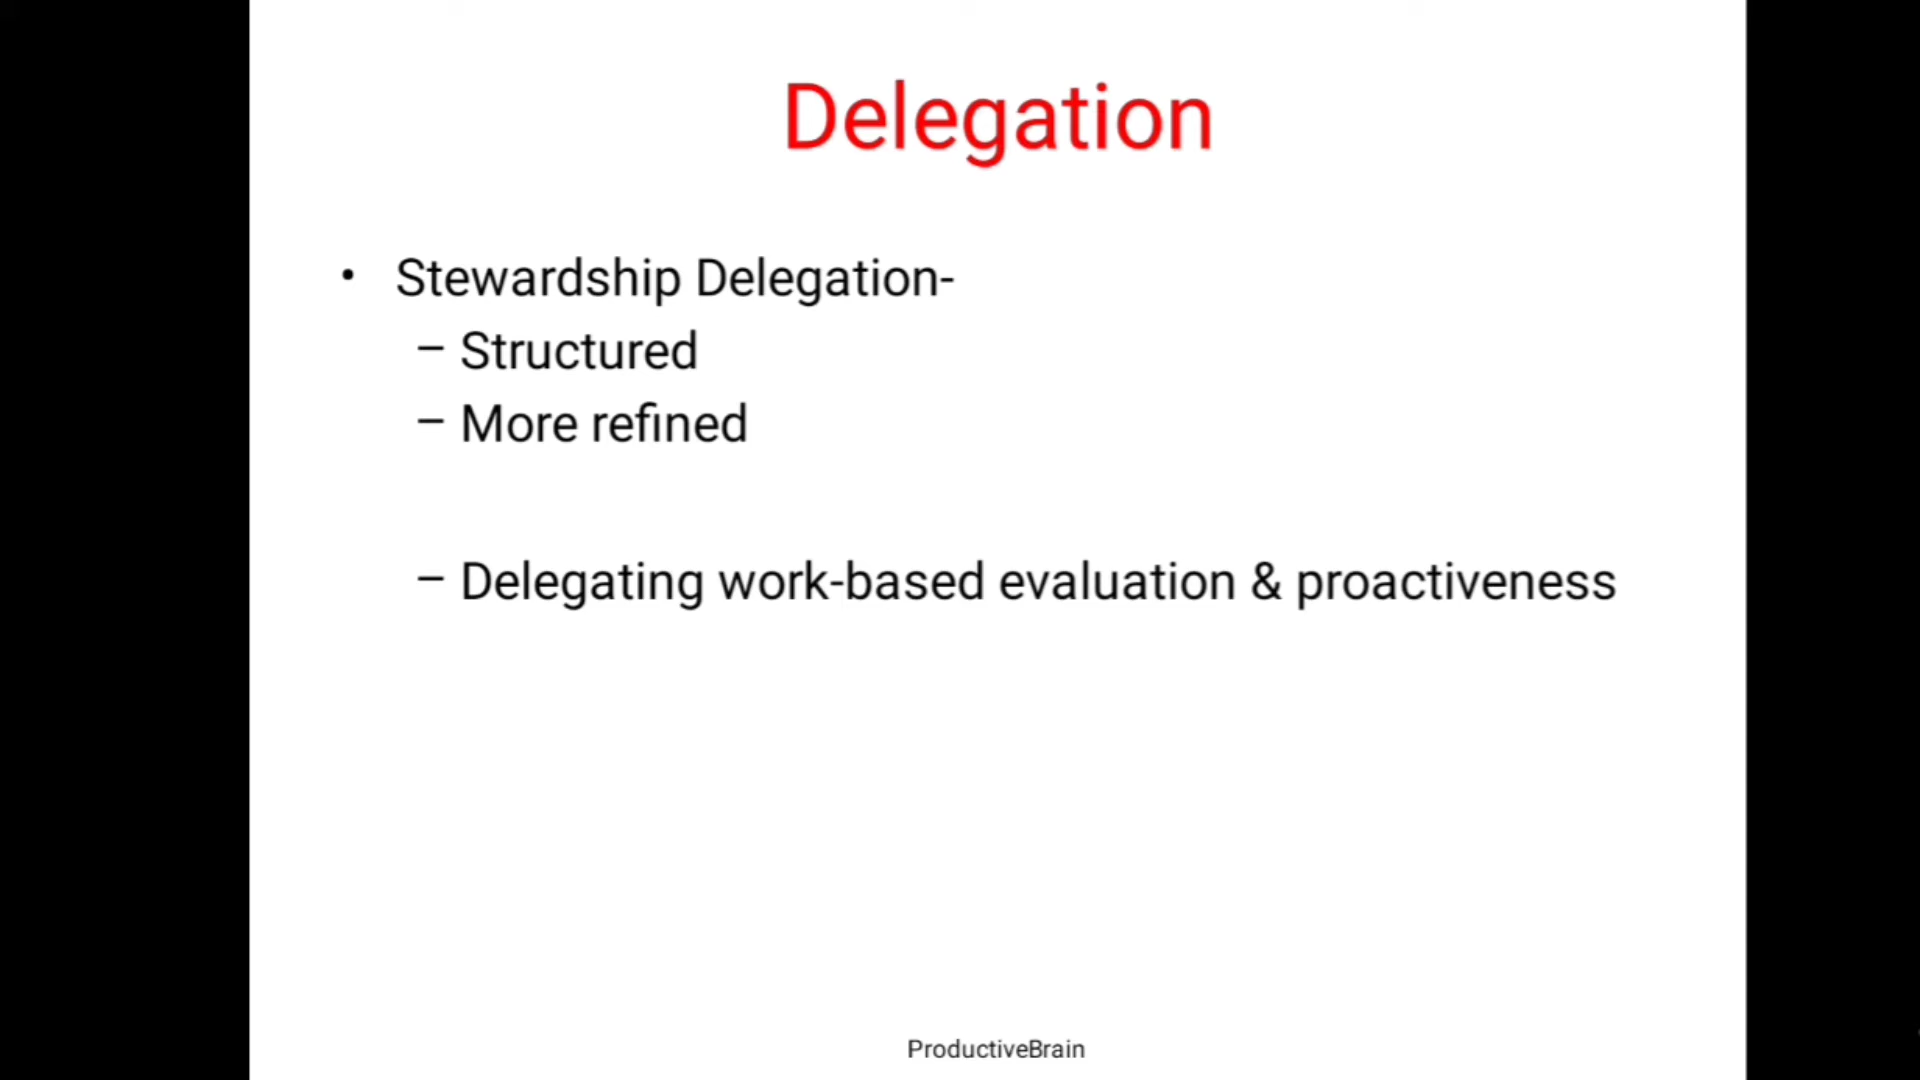 Delegation
• Stewardship Delegation-
– Structured
– More refined
– Delegating work-based evaluation & proactiveness
ProductiveBrain